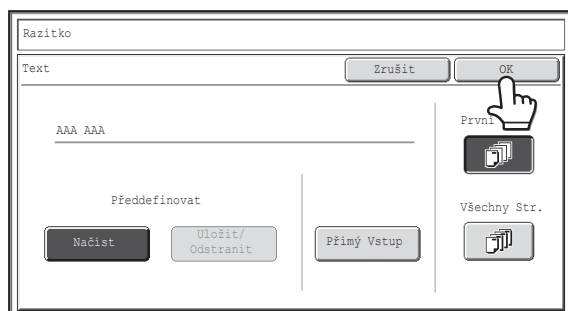 Razítko
Text
Zrušit
OK
AAA AAA
První
Předdefinovat
Všechny Str.
Načíst
Uložit/
Odstranit
Přímý Vstup